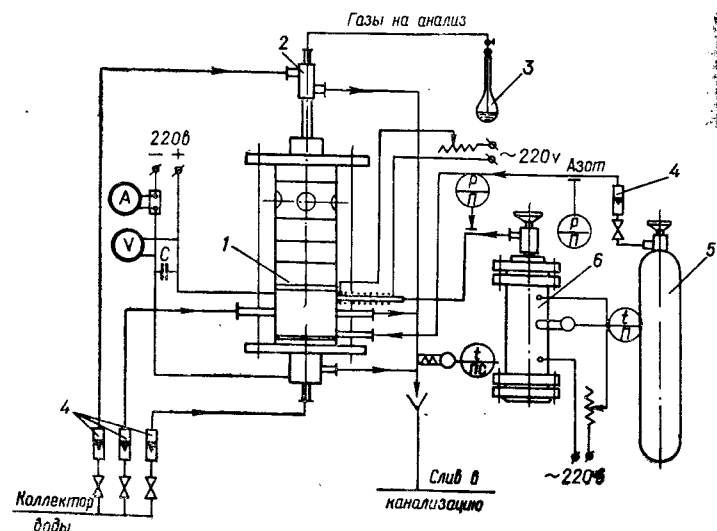 Газы на анализ
2
3
220в
− +
~220v
Азот
4
A
p
п
p
п
V
C
1
6
5
t
п
t
пс
4
~220в
Коллектор
воды
Слив в
канализацию